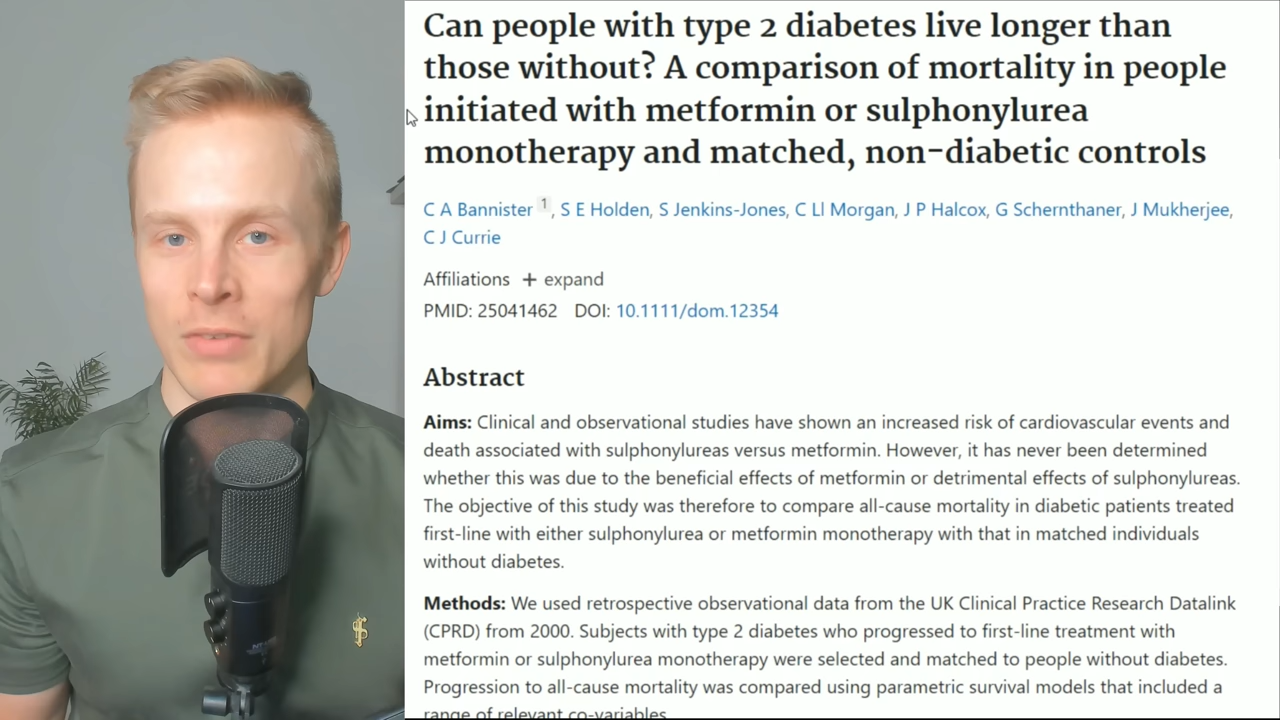 Can people with type 2 diabetes live longer than
those without? A comparison of mortality in people
initiated with metformin or sulphonylurea
monotherapy and matched, non-diabetic controls
C A Bannister 1, S E Holden, S Jenkins-Jones, C Ll Morgan, J P Halcox, G Schernthaner, J Mukherjee,
C J Currie
Affiliations + expand
PMID: 25041462 DOI: 10.1111/dom.12354
Abstract
Aims: Clinical and observational studies have shown an increased risk of cardiovascular events and
death associated with sulphonylureas versus metformin. However, it has never been determined
whether this was due to the beneficial effects of metformin or detrimental effects of sulphonylureas.
The objective of this study was therefore to compare all-cause mortality in diabetic patients treated
first-line with either sulphonylurea or metformin monotherapy with that in matched individuals
without diabetes.
Methods: We used retrospective observational data from the UK Clinical Practice Research Datalink
(CPRD) from 2000. Subjects with type 2 diabetes who progressed to first-line treatment with
metformin or sulphonylurea monotherapy were selected and matched to people without diabetes.
Progression to all-cause mortality was compared using parametric survival models that included a
range of relevant co-variables.